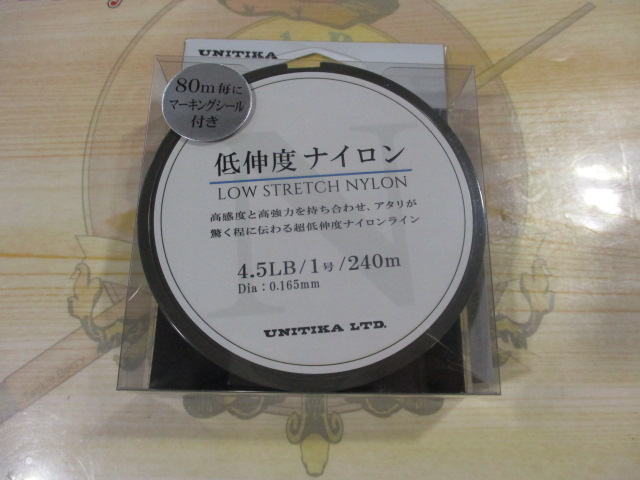 UNITIKA
80m毎に
マーキングシール
付き
低伸度ナイロン
LOW STRETCH NYLON
高感度と高強力を持ち合わせ、アタリが
驚く程に伝わる超低伸度ナイロンライン
4.5LB/1号/240m
Dia:0.165mm
UNITIKA LTD.